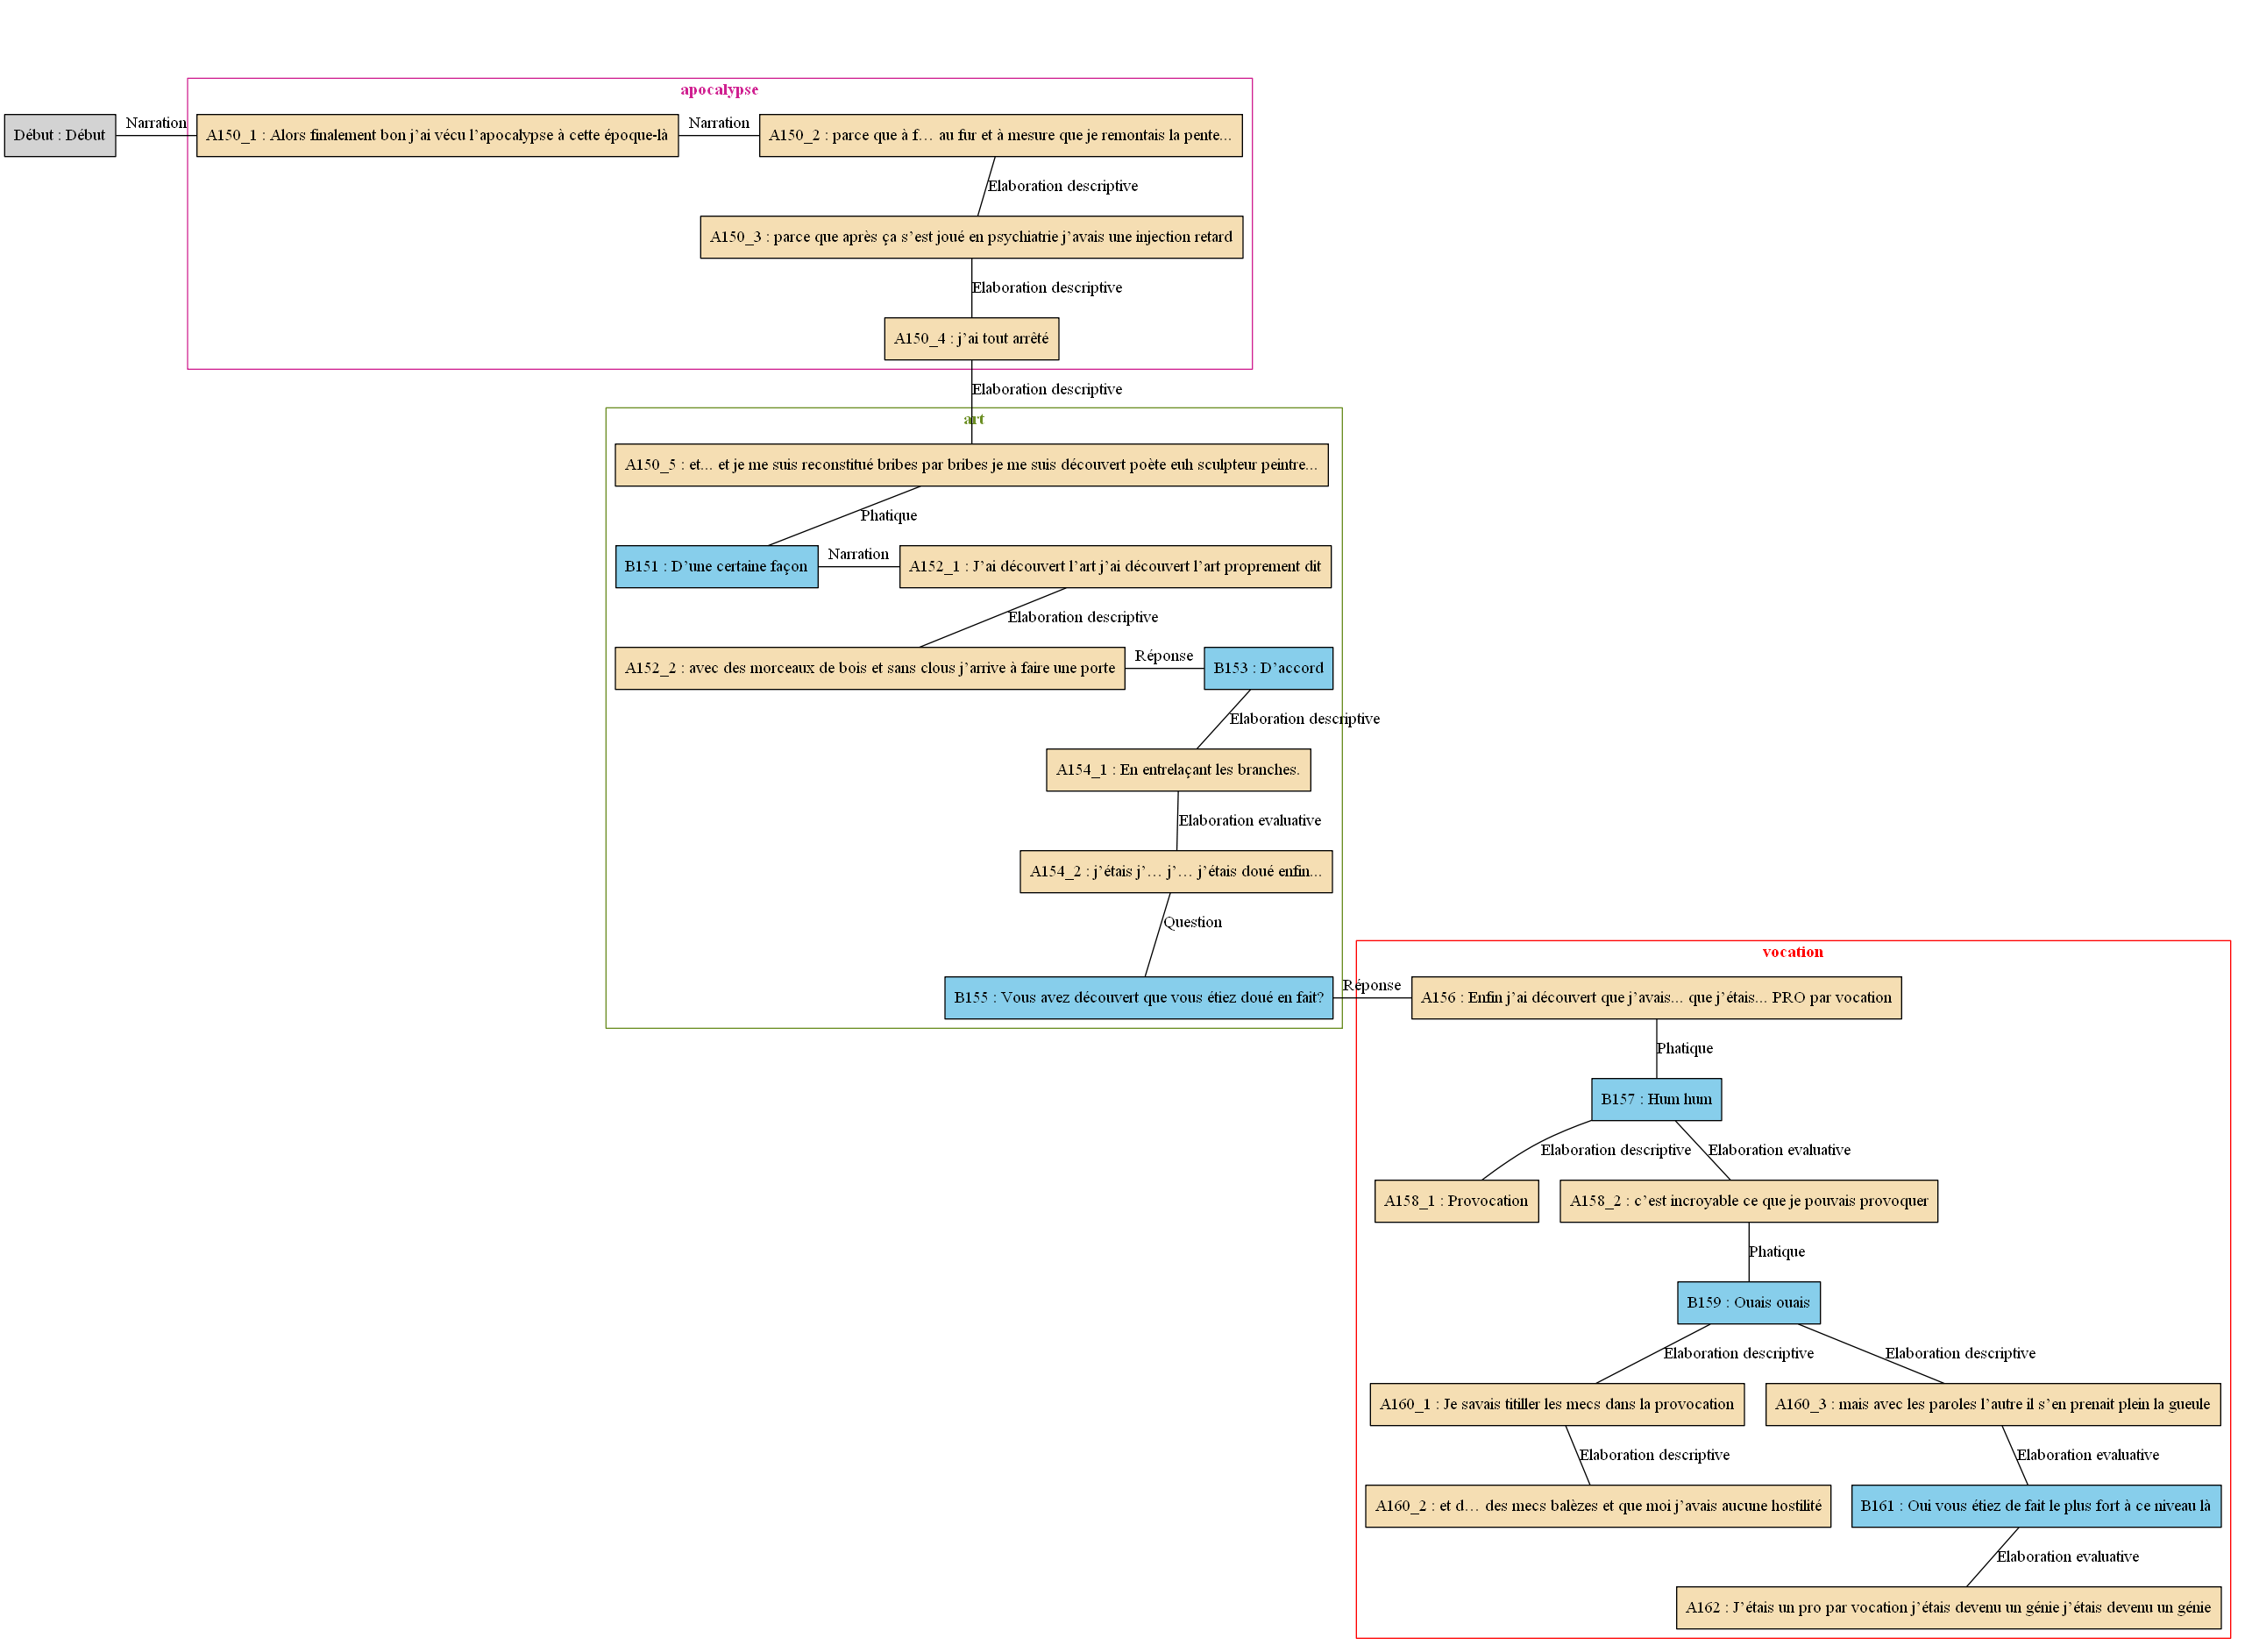 apocalypse
Début : Début
Narration
A150_1 : Alors finalement bon j’ai vécu l’apocalypse à cette époque-là
Narration
A150_2 : parce que à f… au fur et à mesure que je remontais la pente...
Elaboration descriptive
A150_3 : parce que après ça s’est joué en psychiatrie j’avais une injection retard
Elaboration descriptive
A150_4 : j’ai tout arrêté
Elaboration descriptive
art
A150_5 : et... et je me suis reconstitué bribes par bribes je me suis découvert poète euh sculpteur peintre...
Phatique
B151 : D’une certaine façon
Narration
A152_1 : J’ai découvert l’art j’ai découvert l’art proprement dit
Elaboration descriptive
A152_2 : avec des morceaux de bois et sans clous j’arrive à faire une porte
Réponse
B153 : D’accord
Elaboration descriptive
A154_1 : En entrelaçant les branches.
Elaboration evaluative
A154_2 : j’étais j’… j’… j’étais doué enfin...
Question
vocation
B155 : Vous avez découvert que vous étiez doué en fait?
Réponse
A156 : Enfin j’ai découvert que j’avais... que j’étais... PRO par vocation
Phatique
B157 : Hum hum
Elaboration descriptive
Elaboration evaluative
A158_1 : Provocation
A158_2 : c’est incroyable ce que je pouvais provoquer
Phatique
B159 : Ouais ouais
Elaboration descriptive
Elaboration descriptive
A160_1 : Je savais titiller les mecs dans la provocation
A160_3 : mais avec les paroles l’autre il s’en prenait plein la gueule
Elaboration descriptive
Elaboration evaluative
A160_2 : et d… des mecs balèzes et que moi j’avais aucune hostilité
B161 : Oui vous étiez de fait le plus fort à ce niveau là
Elaboration evaluative
A162 : J’étais un pro par vocation j’étais devenu un génie j’étais devenu un génie